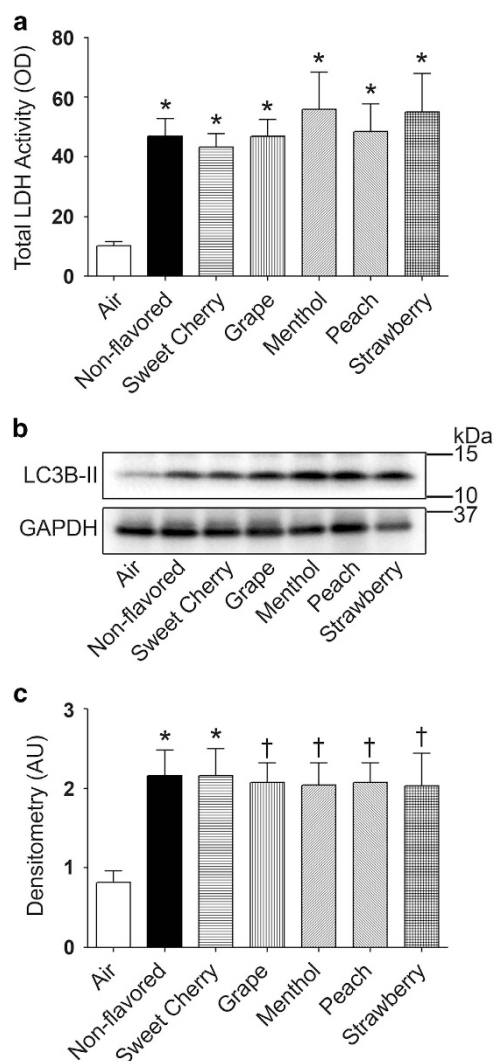 a
Total LDH Activity (OD)
80
60
40
20
0
* * * * * *
Air
Non-flavored
Sweet Cherry
Grape
Menthol
Peach
Strawberry
b
kDa
LC3B-II
15
10
GAPDH
37
Air
Non-flavored
Sweet Cherry
Grape
Menthol
Peach
Strawberry
c
Densitometry (AU)
3
2
1
0
* * † † † †
Air
Non-flavored
Sweet Cherry
Grape
Menthol
Peach
Strawberry